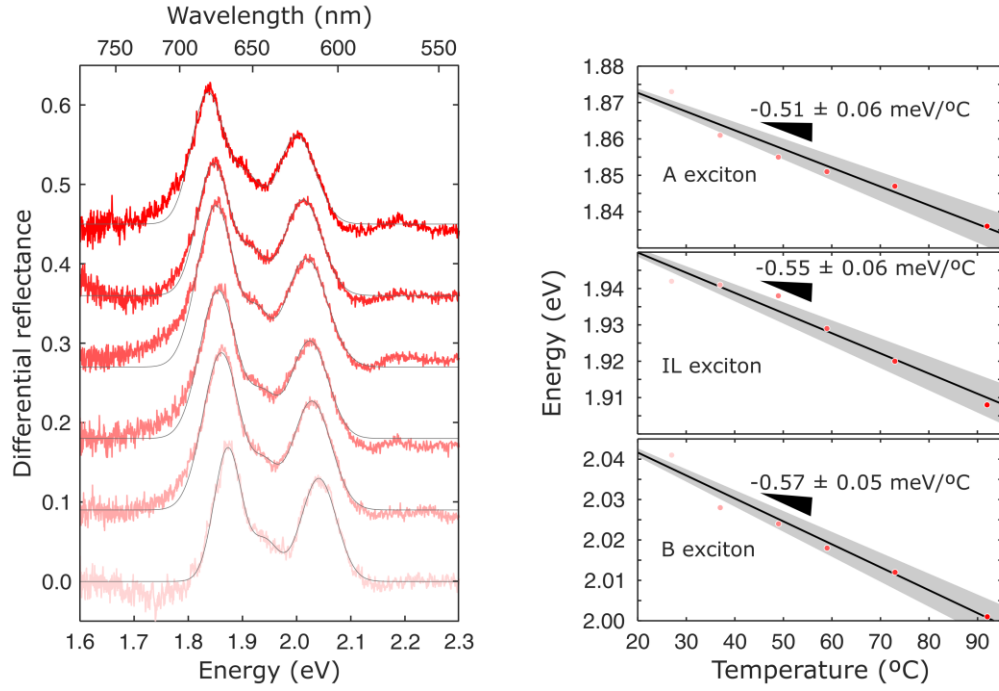 Wavelength (nm)
750 700 650 600 550
0.6
0.5
0.4
0.3
0.2
0.1
0.0
Differential reflectance
1.6 1.7 1.8 1.9 2.0 2.1 2.2 2.3
Energy (eV)
1.88
1.87
1.86
1.85
1.84
-0.51 ± 0.06 meV/ºC
A exciton
1.94
1.93
1.92
1.91
-0.55 ± 0.06 meV/ºC
IL exciton
Energy (eV)
2.04
2.03
2.02
2.01
2.00
-0.57 ± 0.05 meV/ºC
B exciton
20 30 40 50 60 70 80 90
Temperature (ºC)